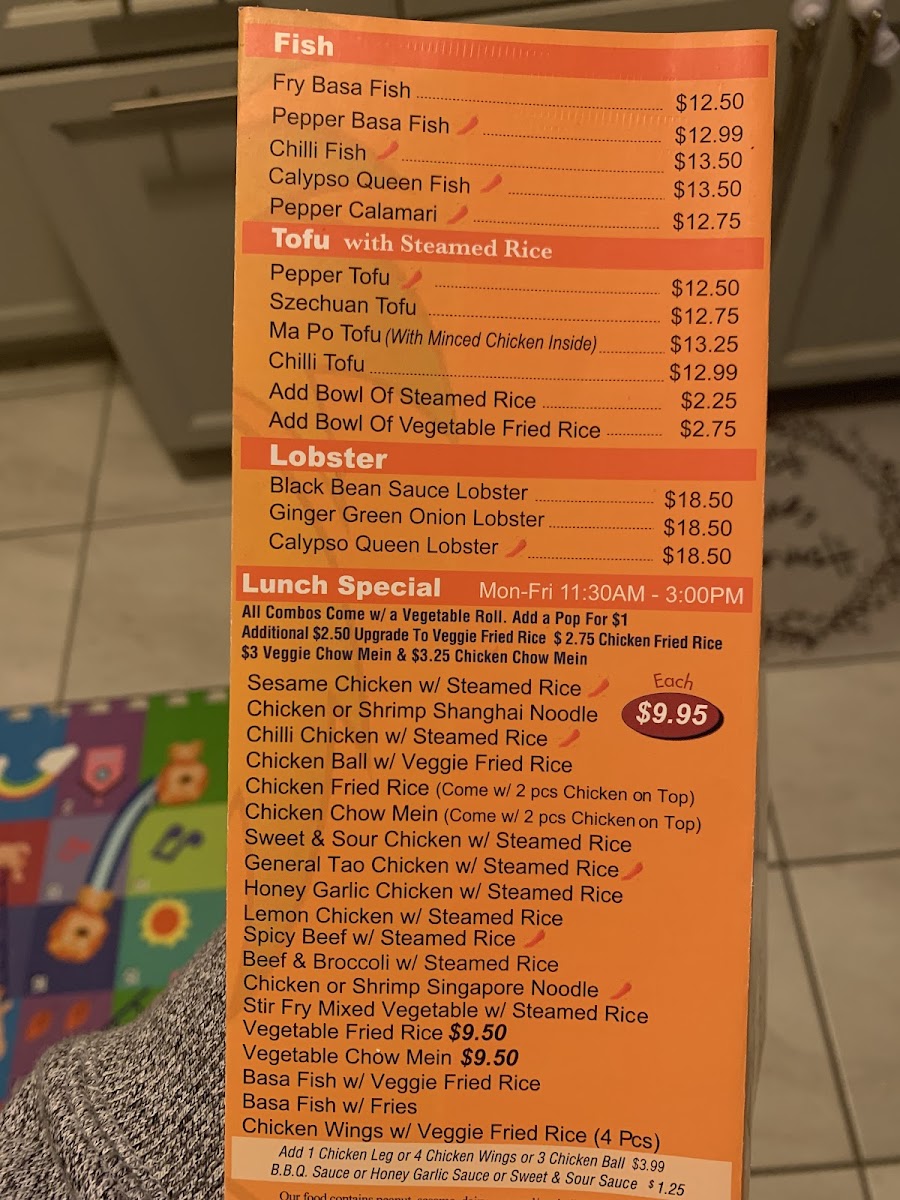 Fish
Fry Basa Fish $12.50
Pepper Basa Fish $12.99
Chilli Fish $13.50
Calypso Queen Fish $13.50
Pepper Calamari $12.75
Tofu with Steamed Rice
Pepper Tofu $12.50
Szechuan Tofu $12.75
Ma Po Tofu (With Minced Chicken Inside) $13.25
Chilli Tofu $12.99
Add Bowl Of Steamed Rice $2.25
Add Bowl Of Vegetable Fried Rice $2.75
Lobster
Black Bean Sauce Lobster $18.50
Ginger Green Onion Lobster $18.50
Calypso Queen Lobster $18.50
Lunch Special Mon-Fri 11:30AM - 3:00PM
All Combos Come w/ a Vegetable Roll. Add a Pop For $1
Additional $2.50 Upgrade To Veggie Fried Rice $ 2.75 Chicken Fried Rice
$3 Veggie Chow Mein & $3.25 Chicken Chow Mein
Each
$9.95
Sesame Chicken w/ Steamed Rice
Chicken or Shrimp Shanghai Noodle
Chilli Chicken w/ Steamed Rice
Chicken Ball w/ Veggie Fried Rice
Chicken Fried Rice (Come w/ 2 pcs Chicken on Top)
Chicken Chow Mein (Come w/ 2 pcs Chicken on Top)
Sweet & Sour Chicken w/ Steamed Rice
General Tao Chicken w/ Steamed Rice
Honey Garlic Chicken w/ Steamed Rice
Lemon Chicken w/ Steamed Rice
Spicy Beef w/ Steamed Rice
Beef & Broccoli w/ Steamed Rice
Chicken or Shrimp Singapore Noodle
Stir Fry Mixed Vegetable w/ Steamed Rice
Vegetable Fried Rice $9.50
Vegetable Chow Mein $9.50
Basa Fish w/ Veggie Fried Rice
Basa Fish w/ Fries
Chicken Wings w/ Veggie Fried Rice (4 Pcs)
Add 1 Chicken Leg or 4 Chicken Wings or 3 Chicken Ball $3.99
B.B.Q. Sauce or Honey Garlic Sauce or Sweet & Sour Sauce $1.25
Our food contains peanut,